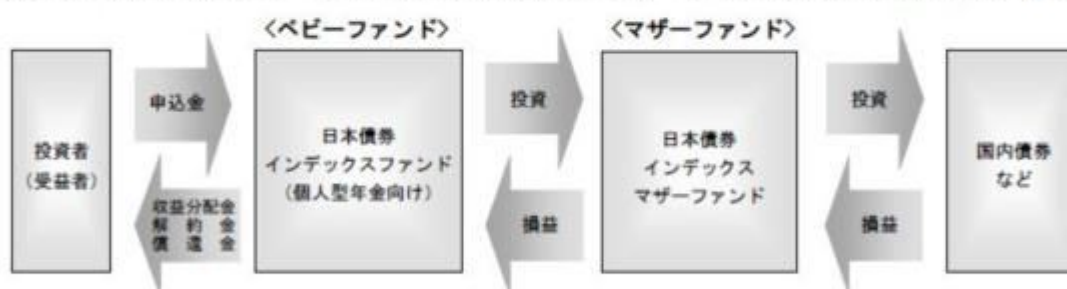 〈ベビーファンド〉
〈マザーファンド〉
投資者
（受益者）
申込金
収益分配金
解約金
償還金
日本債券
インデックスファンド
（個人型年金向け）
投資
損益
日本債券
インデックス
マザーファンド
投資
損益
国内債券
など